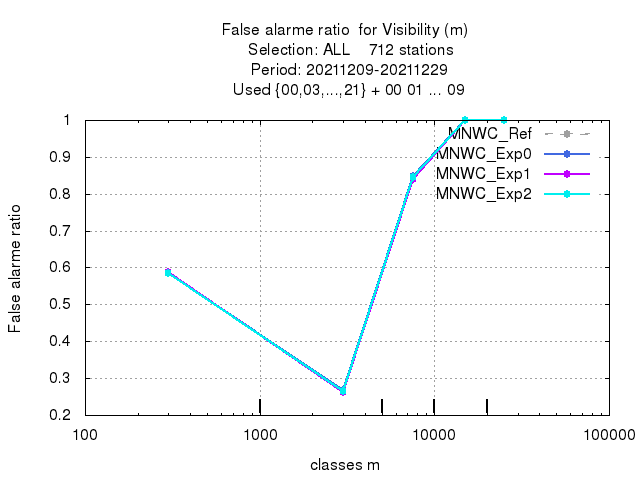 False alarme ratio  for Visibility (m)
Selection: ALL    712 stations
Period: 20211209-20211229
Used {00,03,...,21} + 00 01 ... 09
False alarme ratio
1
0.9
0.8
0.7
0.6
0.5
0.4
0.3
0.2
MNWC_Ref
MNWC_Exp0
MNWC_Exp1
MNWC_Exp2
100 1000 10000 100000
classes m